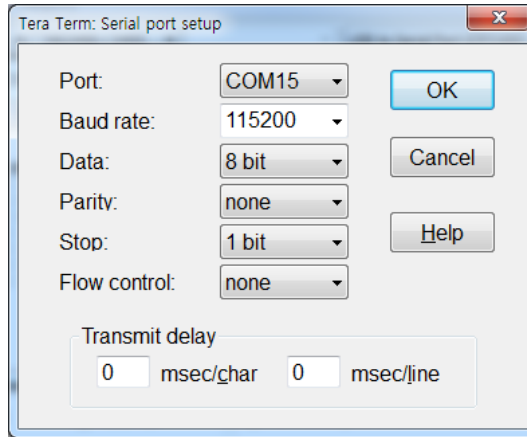 Tera Term: Serial port setup
Port: COM15
OK
Baud rate: 115200
Data: 8 bit
Cancel
Parity: none
Stop: 1 bit
Help
Flow control: none
Transmit delay
0 msec/char 0 msec/line